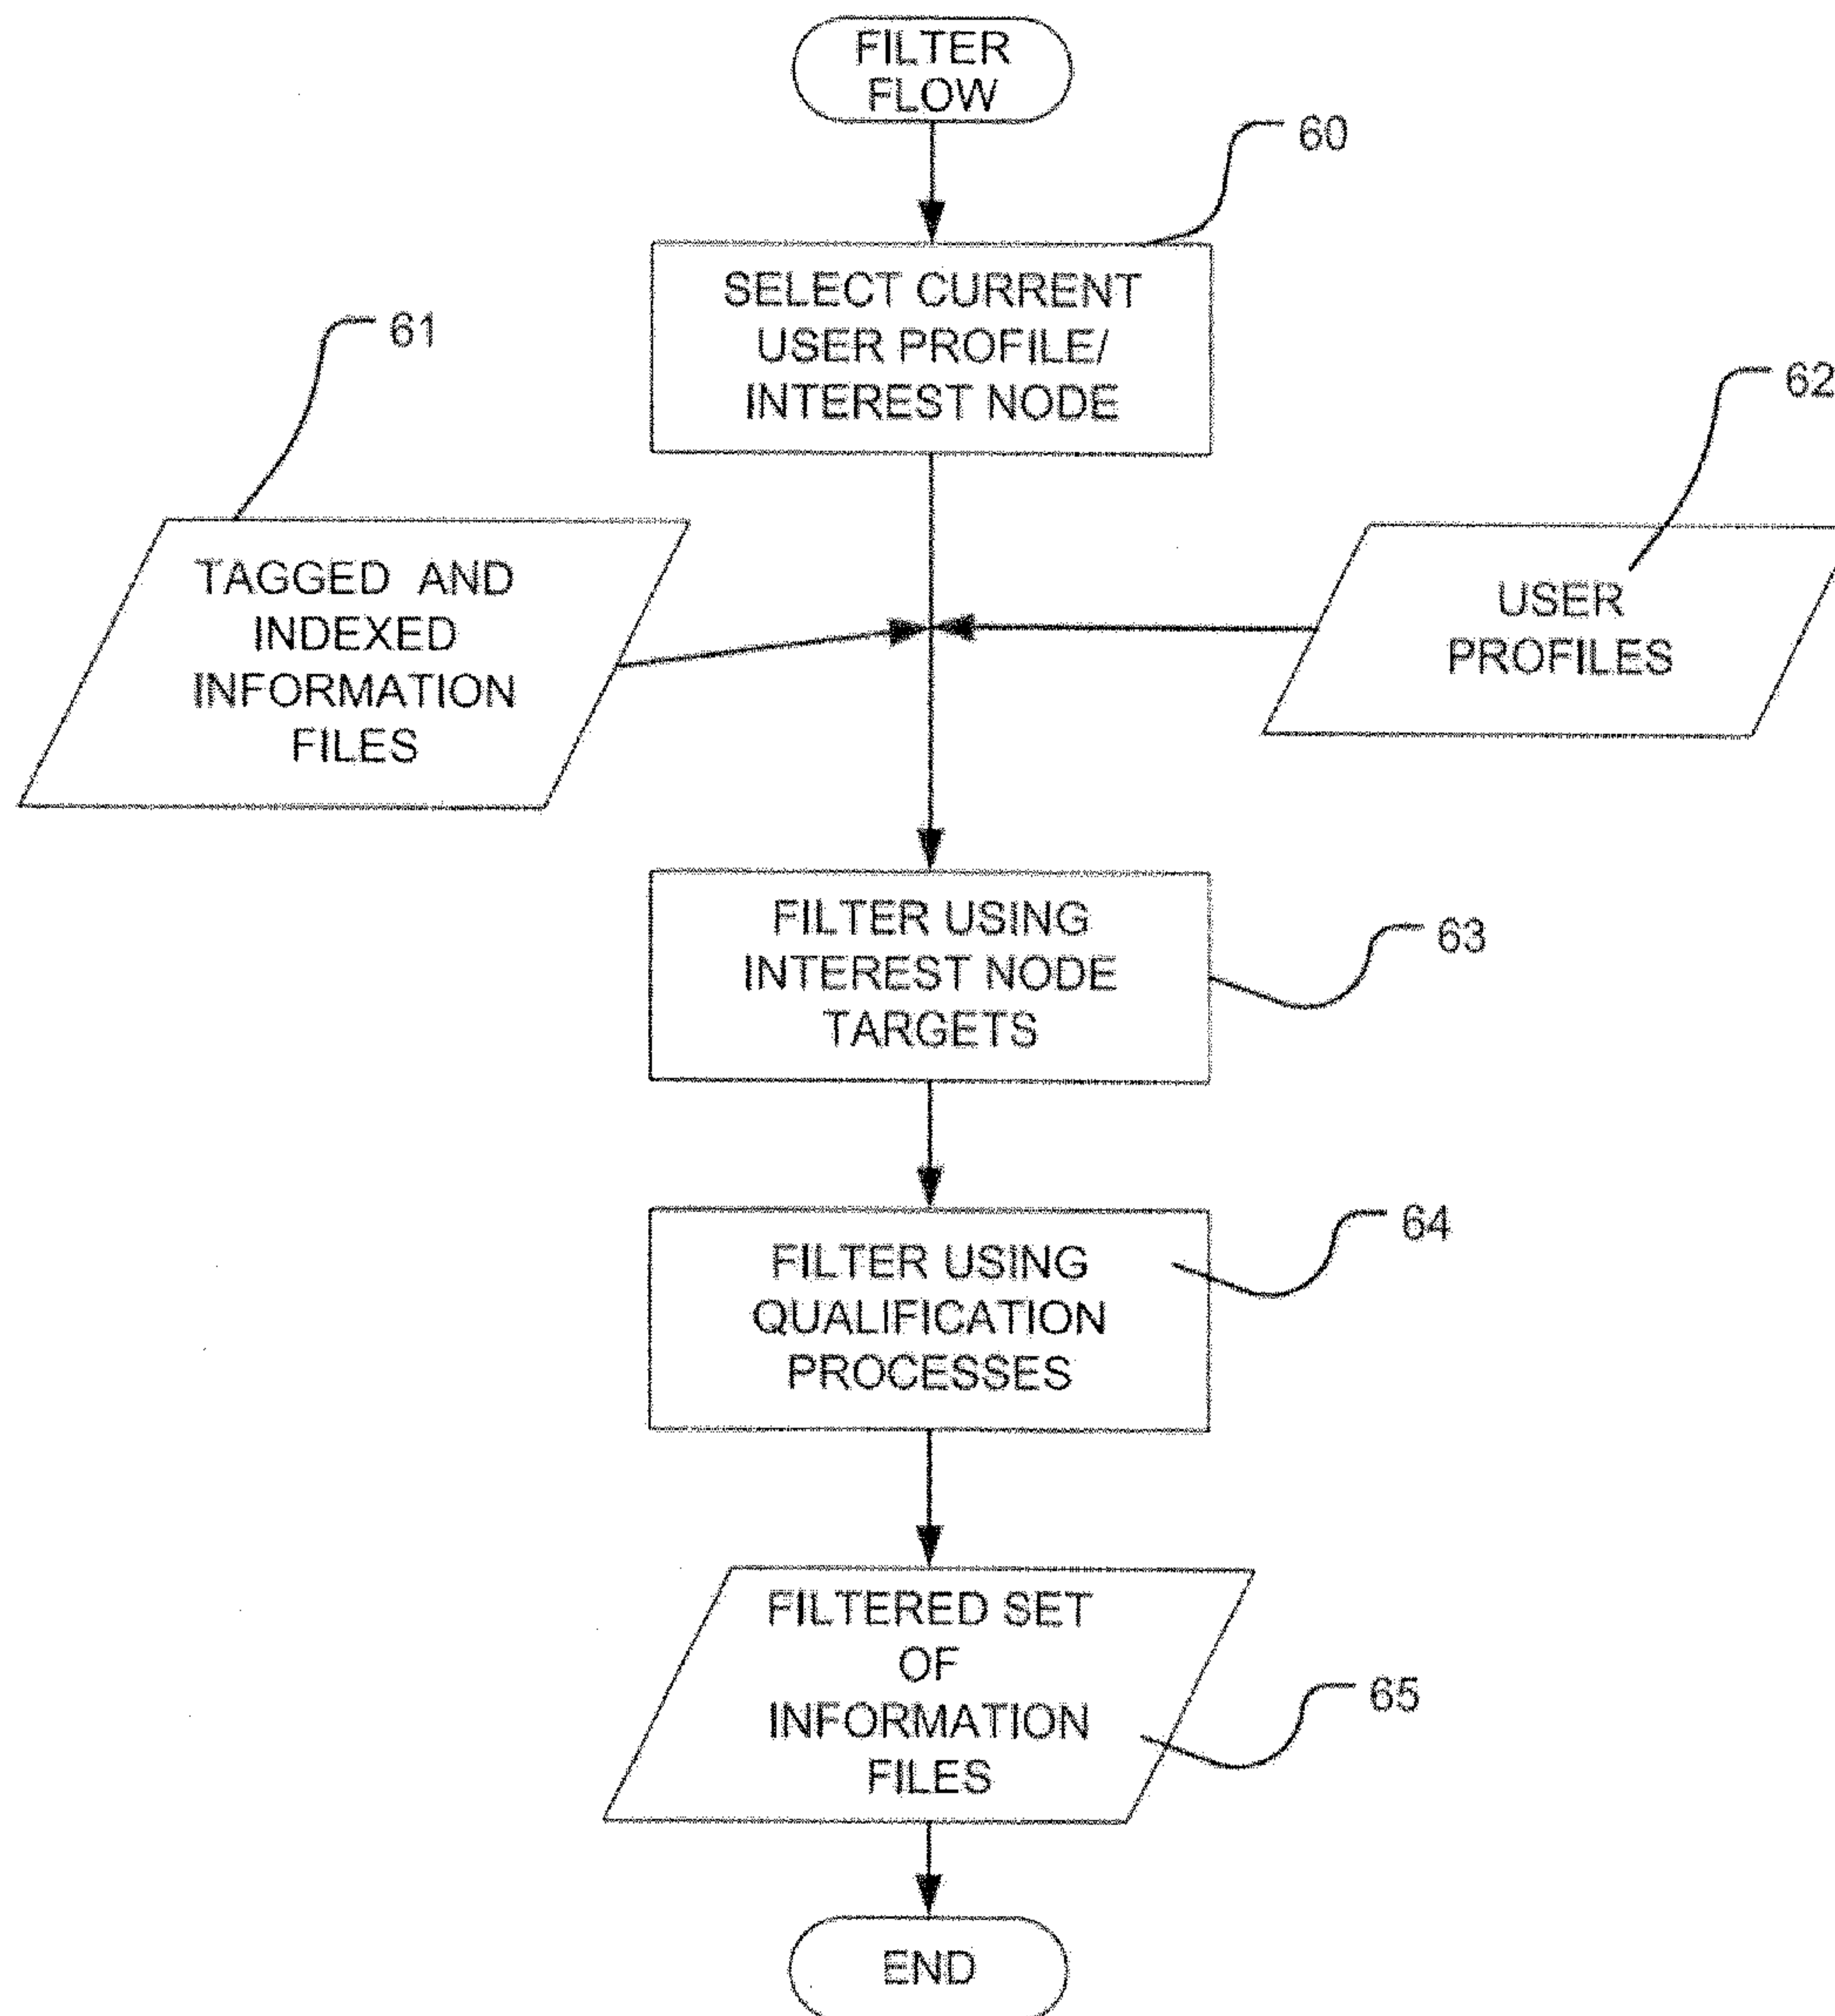 FILTER
FLOW
60
SELECT CURRENT
USER PROFILE/
INTEREST NODE
61
62
TAGGED AND
INDEXED
INFORMATION
FILES
USER
PROFILES
FILTER USING
INTEREST NODE
TARGETS
63
64
FILTER USING
QUALIFICATION
PROCESSES
FILTERED SET
OF
INFORMATION
FILES
65
END